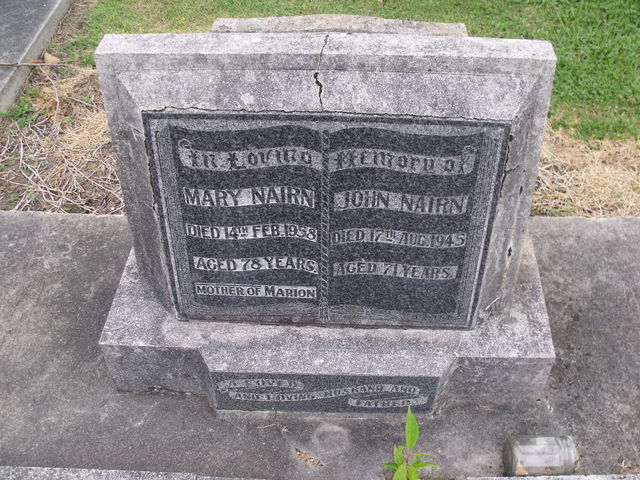 In Loving Memory of
MARY NAIRN
DIED 14TH FEB. 1958
AGED 78 YEARS.
MOTHER OF MARION
JOHN NAIRN
DIED 17TH AUG. 1945
AGED 71 YEARS.
A LOVED
AND LOVING HUSBAND AND
FATHER.